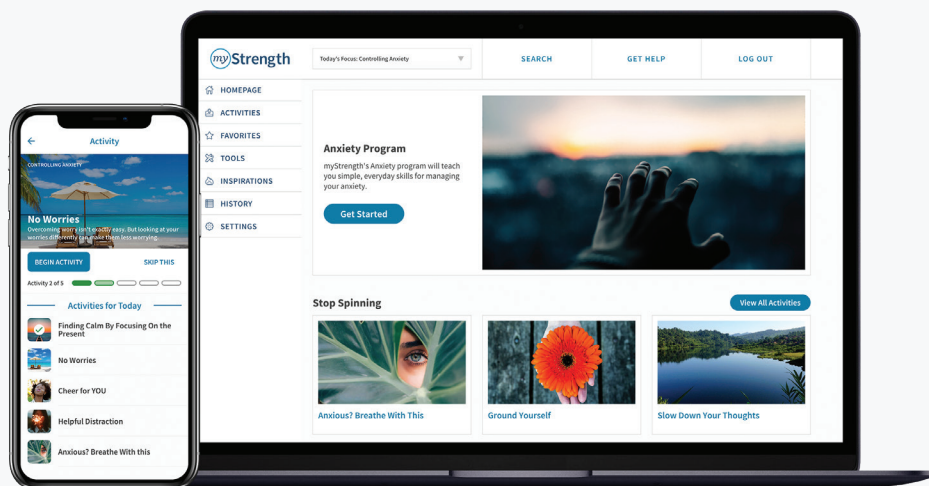 myStrength
Today's Focus: Controlling Anxiety
SEARCH
GET HELP
LOG OUT
HOMEPAGE
ACTIVITIES
FAVORITES
TOOLS
INSPIRATIONS
HISTORY
SETTINGS
Anxiety Program
myStrength's Anxiety program will teach
you simple, everyday skills for managing
your anxiety.
Get Started
Stop Spinning
View All Activities
Anxious? Breathe With This
Ground Yourself
Slow Down Your Thoughts
Activity
CONTROLLING ANXIETY
No Worries
Overcoming worry isn't exactly easy. But looking at your
worries differently can make them less worrying.
BEGIN ACTIVITY
SKIP THIS
Activity 2 of 5
Activities for Today
Finding Calm By Focusing On the
Present
No Worries
Cheer for YOU
Helpful Distraction
Anxious? Breathe With this